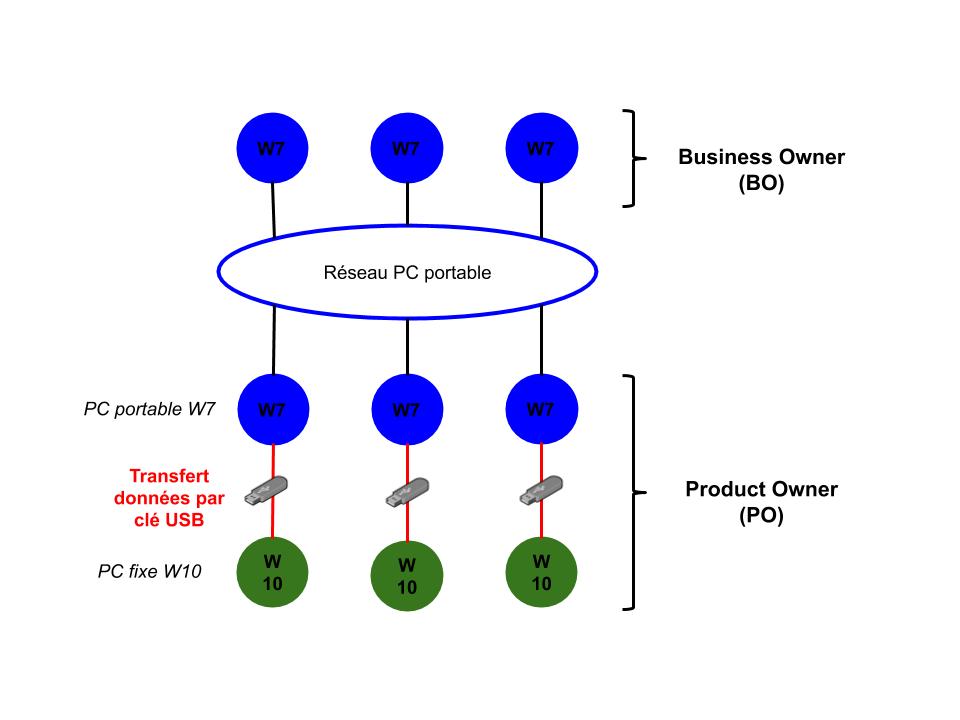 W7
W7
W7
Business Owner
(BO)
Réseau PC portable
PC portable W7
W7
W7
W7
Transfert
données par
clé USB
Product Owner
(PO)
PC fixe W10
W
10
W
10
W
10